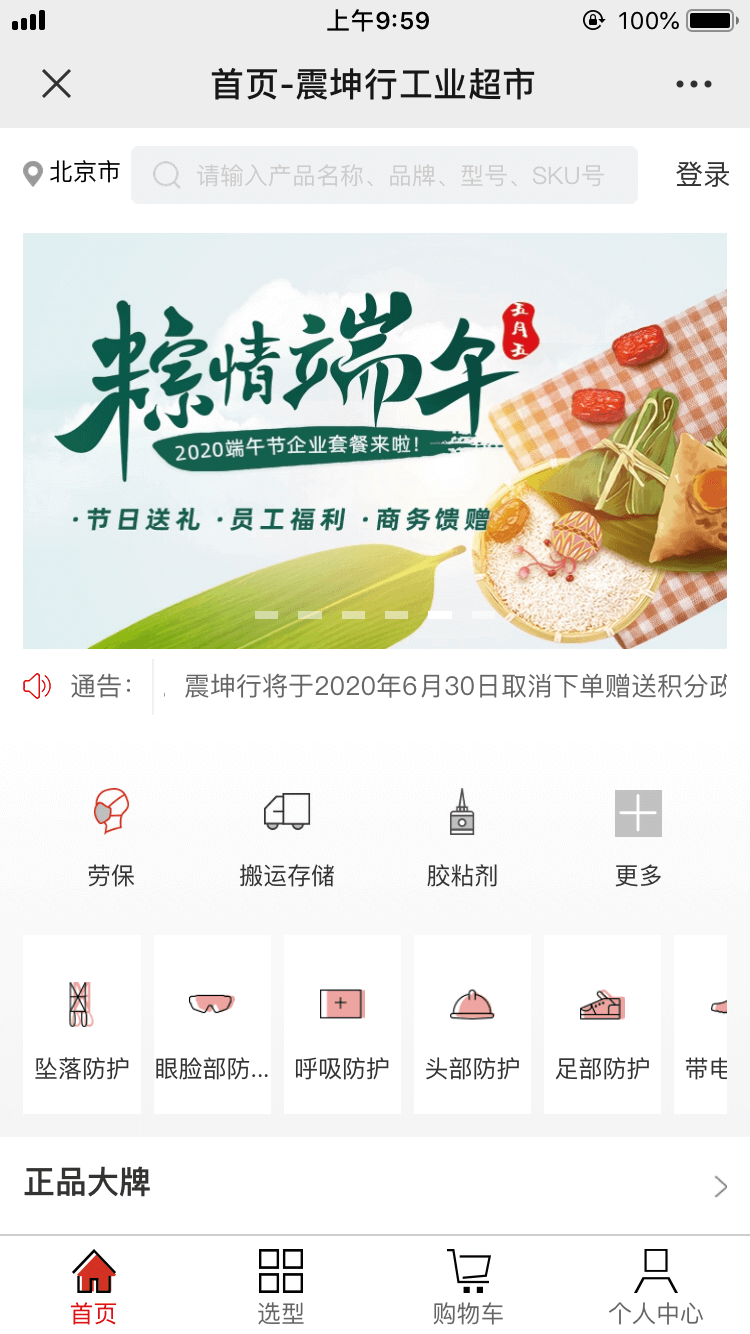 上午9:59
100%
首页-震坤行工业超市
北京市
请输入产品名称、品牌、型号、SKU号
登录
粽情端午
五月五
2020端午节企业套餐来啦！
·节日送礼 ·员工福利 ·商务馈赠
通告：
震坤行将于2020年6月30日取消下单赠送积分政
劳保
搬运存储
胶粘剂
更多
坠落防护
眼脸部防...
呼吸防护
头部防护
足部防护
带电
正品大牌
首页
选型
购物车
个人中心